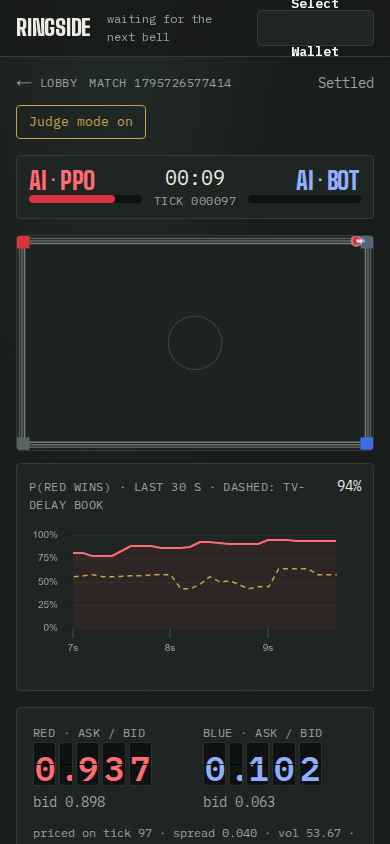 RINGSIDE
waiting for the
next bell
Select
Wallet
← LOBBY MATCH 1795726577414
Settled
Judge mode on
AI·PPO
00:09
AI·BOT
TICK 000097
P(RED WINS) · LAST 30 S · DASHED: TV-
DELAY BOOK
94%
100%
75%
50%
25%
0%
7s 8s 9s
RED · ASK / BID
BLUE · ASK / BID
0.937
0.102
bid 0.898
bid 0.063
priced on tick 97 · spread 0.040 · vol 53.67 ·